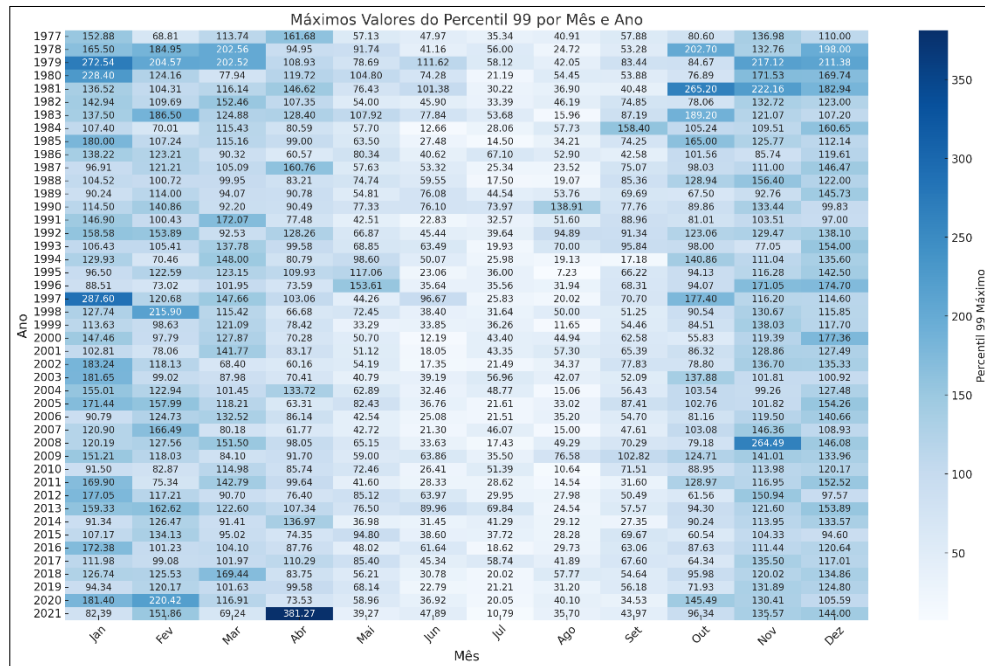 Máximos Valores do Percentil 99 por Mês e Ano
1977 152.88 68.81 113.74 161.68 57.13 47.97 35.34 40.91 57.88 80.60 136.98 110.00
1978 165.50 184.95 202.56 94.95 91.74 41.16 56.00 24.72 53.28 202.70 132.76 198.00
1979 272.54 204.57 202.52 108.93 78.69 111.62 58.12 42.05 83.44 84.67 217.12 211.38
1980 228.40 124.16 77.94 119.72 104.80 74.28 21.19 54.45 53.88 76.89 171.53 169.74
1981 136.52 104.31 116.14 146.62 76.43 101.38 30.22 36.90 40.48 265.20 222.16 182.94
1982 142.94 109.69 152.46 107.35 54.00 45.90 33.39 46.19 74.85 78.06 132.72 123.00
1983 137.50 186.50 124.88 128.40 107.92 77.84 53.68 15.96 87.19 189.20 121.07 107.20
1984 107.40 70.01 115.43 80.59 57.70 12.66 28.06 57.73 158.40 105.24 109.51 160.65
1985 180.00 107.24 115.16 99.00 63.50 27.48 14.50 34.21 74.25 165.00 125.77 112.14
1986 138.22 123.21 90.32 60.57 80.34 40.62 67.10 52.90 42.58 101.56 85.74 119.61
1987 96.91 121.21 105.09 160.76 57.63 53.32 25.34 23.52 75.07 98.03 111.00 146.47
1988 104.52 100.72 99.95 83.21 74.74 59.55 17.50 19.07 85.36 128.94 156.40 122.00
1989 90.24 114.00 94.07 90.78 54.81 76.08 44.54 53.76 69.69 67.50 92.76 145.73
1990 114.50 140.86 92.20 90.49 77.33 76.10 73.97 138.91 77.76 89.86 133.44 99.83
1991 146.90 100.43 172.07 77.48 42.51 22.83 32.57 51.60 88.96 81.01 103.51 97.00
1992 158.58 153.89 92.53 128.26 66.87 45.44 39.64 94.89 91.34 123.06 129.47 138.10
1993 106.43 105.41 137.78 99.58 68.85 63.49 19.93 70.00 95.84 98.00 77.05 154.00
1994 129.93 70.46 148.00 80.79 98.60 50.07 25.98 19.13 17.18 140.86 111.04 135.60
1995 96.50 122.59 123.15 109.93 117.06 23.06 36.00 7.23 66.22 94.13 116.28 142.50
1996 88.51 73.02 101.95 73.59 153.61 35.64 35.56 31.94 68.31 94.07 171.05 174.70
1997 287.60 120.68 147.66 103.06 44.26 96.67 25.83 20.02 70.70 177.40 116.20 114.60
1998 127.74 215.90 115.42 66.68 72.45 38.40 31.64 50.00 51.25 90.54 130.67 115.85
1999 113.63 98.63 121.09 78.42 33.29 33.85 36.26 11.65 54.46 84.51 138.03 117.70
2000 147.46 97.79 127.87 70.28 50.70 12.19 43.40 44.94 62.58 55.83 119.39 177.36
2001 102.81 78.06 141.77 83.17 51.12 18.05 43.35 57.30 65.39 86.32 128.86 127.49
2002 183.24 118.13 68.40 60.16 54.19 17.35 21.49 34.37 77.83 78.80 136.70 135.33
2003 181.65 99.02 87.98 70.41 40.79 39.19 56.96 42.07 52.09 137.88 101.81 100.92
2004 155.01 122.94 101.45 133.72 62.89 32.46 48.77 15.06 56.43 103.54 99.26 127.48
2005 171.44 157.99 118.21 63.31 82.43 36.76 21.61 33.02 87.41 102.76 101.82 154.26
2006 90.79 124.73 132.52 86.14 42.54 25.08 21.51 35.20 54.70 81.16 119.50 140.66
2007 120.90 166.49 80.18 61.77 42.72 21.30 46.07 15.00 47.61 103.08 146.36 108.93
2008 120.19 127.56 151.50 98.05 65.15 33.63 17.43 49.29 70.29 79.18 264.49 146.08
2009 151.21 118.03 84.10 91.70 59.00 63.86 35.50 76.58 102.82 124.71 141.01 133.96
2010 91.50 82.87 114.98 85.74 72.46 26.41 51.39 10.64 71.51 88.95 113.98 120.17
2011 169.90 75.34 142.79 99.64 41.60 28.33 28.62 14.54 31.60 128.97 116.95 152.52
2012 177.05 117.21 90.70 76.40 85.12 63.97 29.95 27.98 50.49 61.56 150.94 97.57
2013 159.33 162.62 122.60 107.34 76.50 89.96 69.84 24.54 57.57 94.30 121.60 153.89
2014 91.34 126.47 91.41 136.97 36.98 31.45 41.29 29.12 27.35 90.24 113.95 133.57
2015 107.17 134.13 95.02 74.35 94.80 38.60 37.72 28.28 69.67 60.54 104.33 94.60
2016 172.38 101.23 104.10 87.76 48.02 61.64 18.62 29.73 63.06 87.63 111.44 120.64
2017 111.98 99.08 101.97 110.29 85.40 45.34 58.74 41.89 67.60 64.34 135.50 117.01
2018 126.74 125.53 169.44 83.75 56.21 30.78 20.02 57.77 54.64 95.98 120.02 134.86
2019 94.34 120.17 101.63 99.58 68.14 22.79 21.21 31.20 56.18 71.93 131.89 124.80
2020 181.40 220.42 116.91 73.53 58.96 36.92 20.05 40.10 34.53 145.49 130.41 105.59
2021 82.39 151.86 69.24 381.27 39.27 47.89 10.79 35.70 43.97 96.34 135.57 144.00
Jan Fev Mar Abr Mai Jun Jul Ago Set Out Nov Dez
Mês
Ano
350
300
250
200
150
100
50
Percentil 99 Máximo